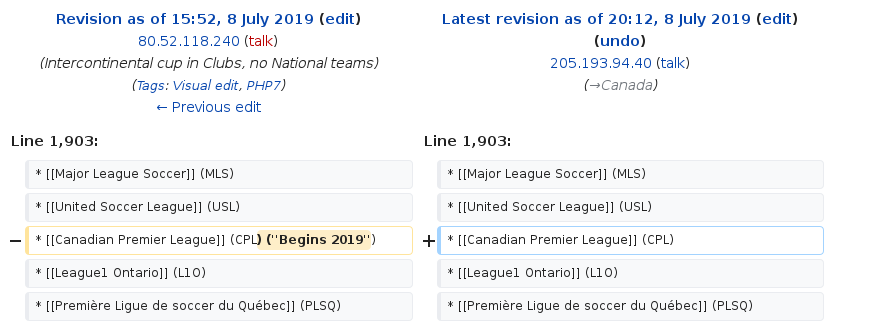 Revision as of 15:52, 8 July 2019 (edit)
80.52.118.240 (talk)
(Intercontinental cup in Clubs, no National teams)
(Tags: Visual edit, PHP7)
← Previous edit
Latest revision as of 20:12, 8 July 2019 (edit)
(undo)
205.193.94.40 (talk)
(→Canada)
Line 1,903:
Line 1,903:
* [[Major League Soccer]] (MLS)
* [[Major League Soccer]] (MLS)
* [[United Soccer League]] (USL)
* [[United Soccer League]] (USL)
− * [[Canadian Premier League]] (CPL) (''Begins 2019'')
+ * [[Canadian Premier League]] (CPL)
* [[League1 Ontario]] (L1O)
* [[League1 Ontario]] (L1O)
* [[Première Ligue de soccer du Québec]] (PLSQ)
* [[Première Ligue de soccer du Québec]] (PLSQ)